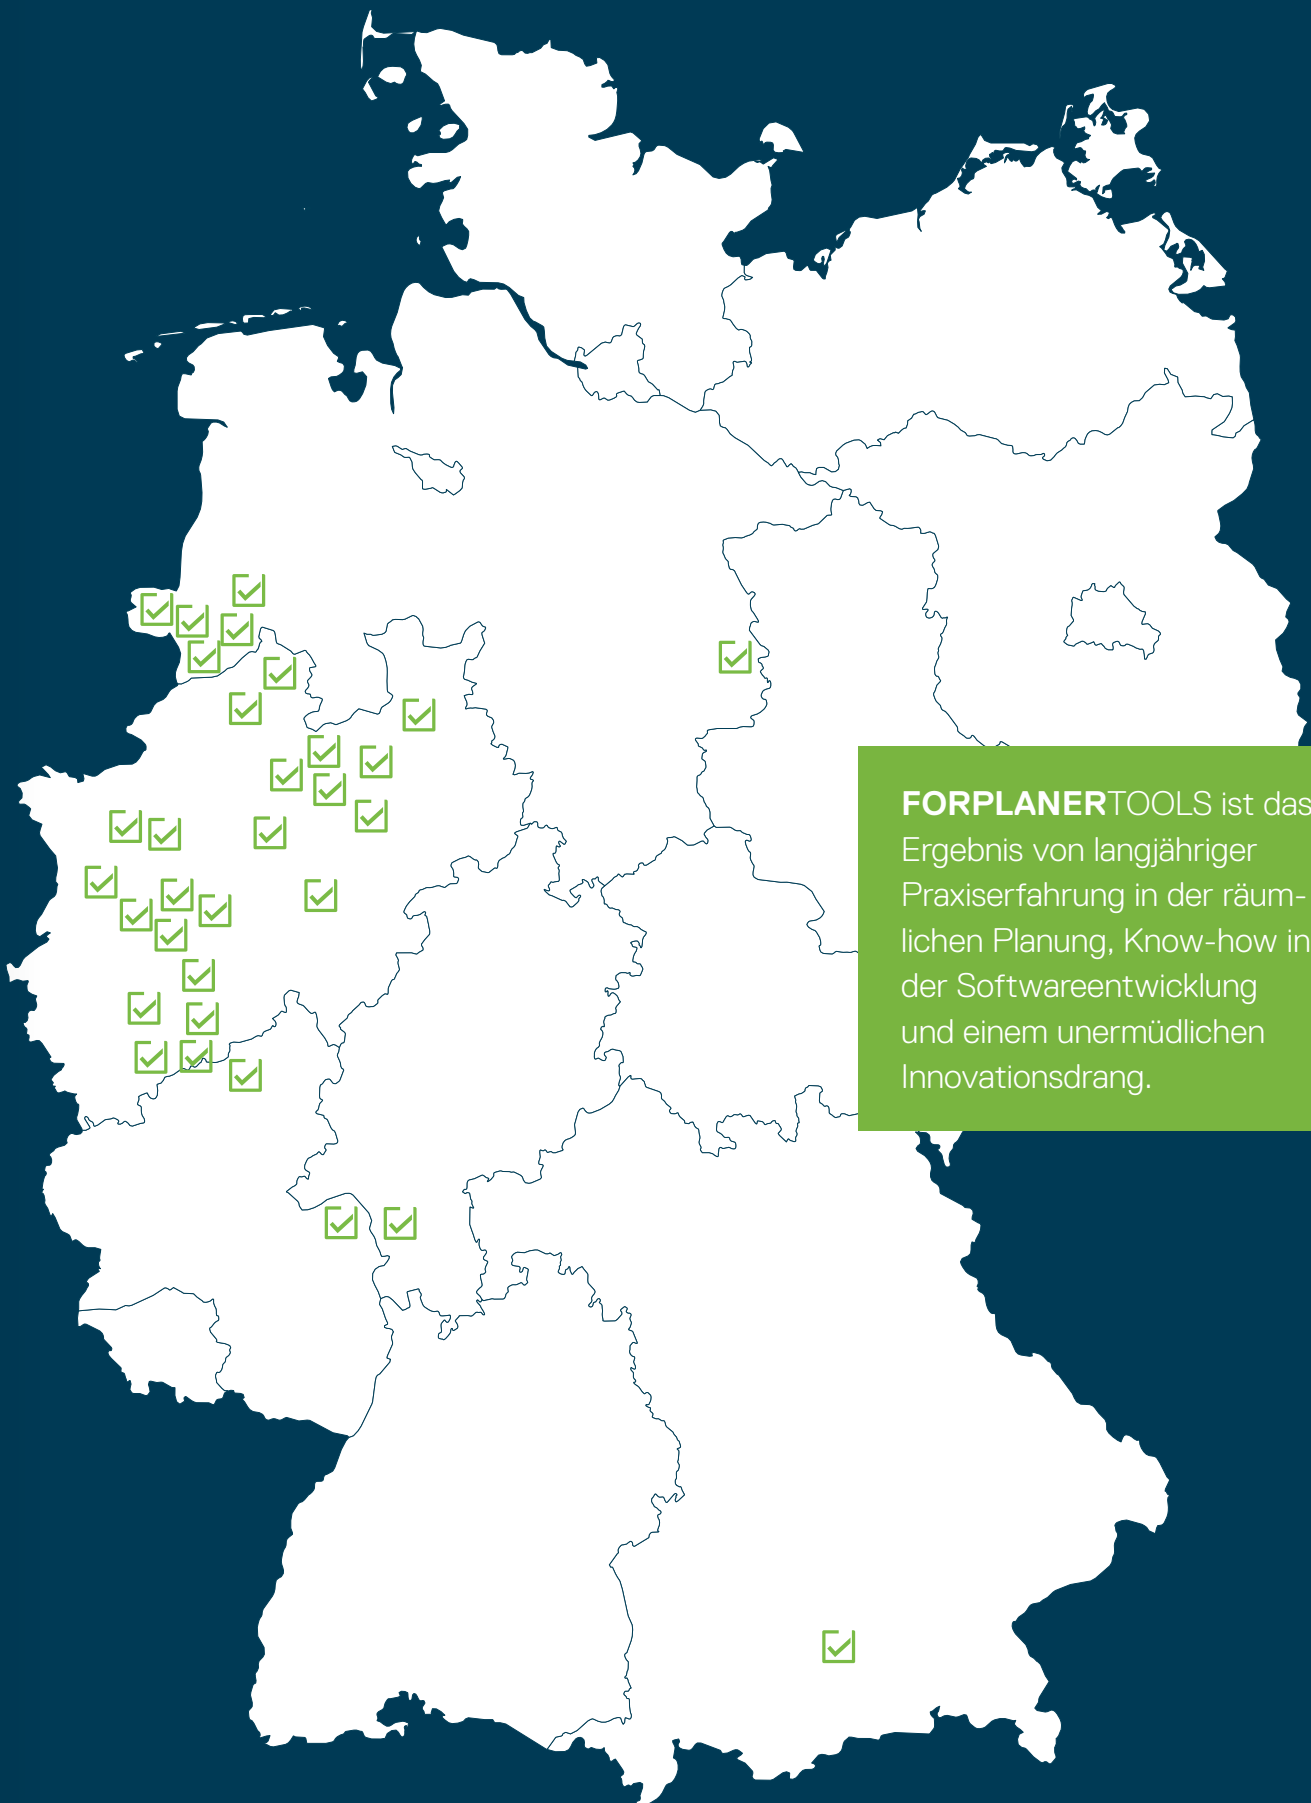 FORPLANERTOOLS ist das
Ergebnis von langjähriger
Praxiserfahrung in der räum-
lichen Planung, Know-how in
der Softwareentwicklung
und einem unermüdlichen
Innovationsdrang.